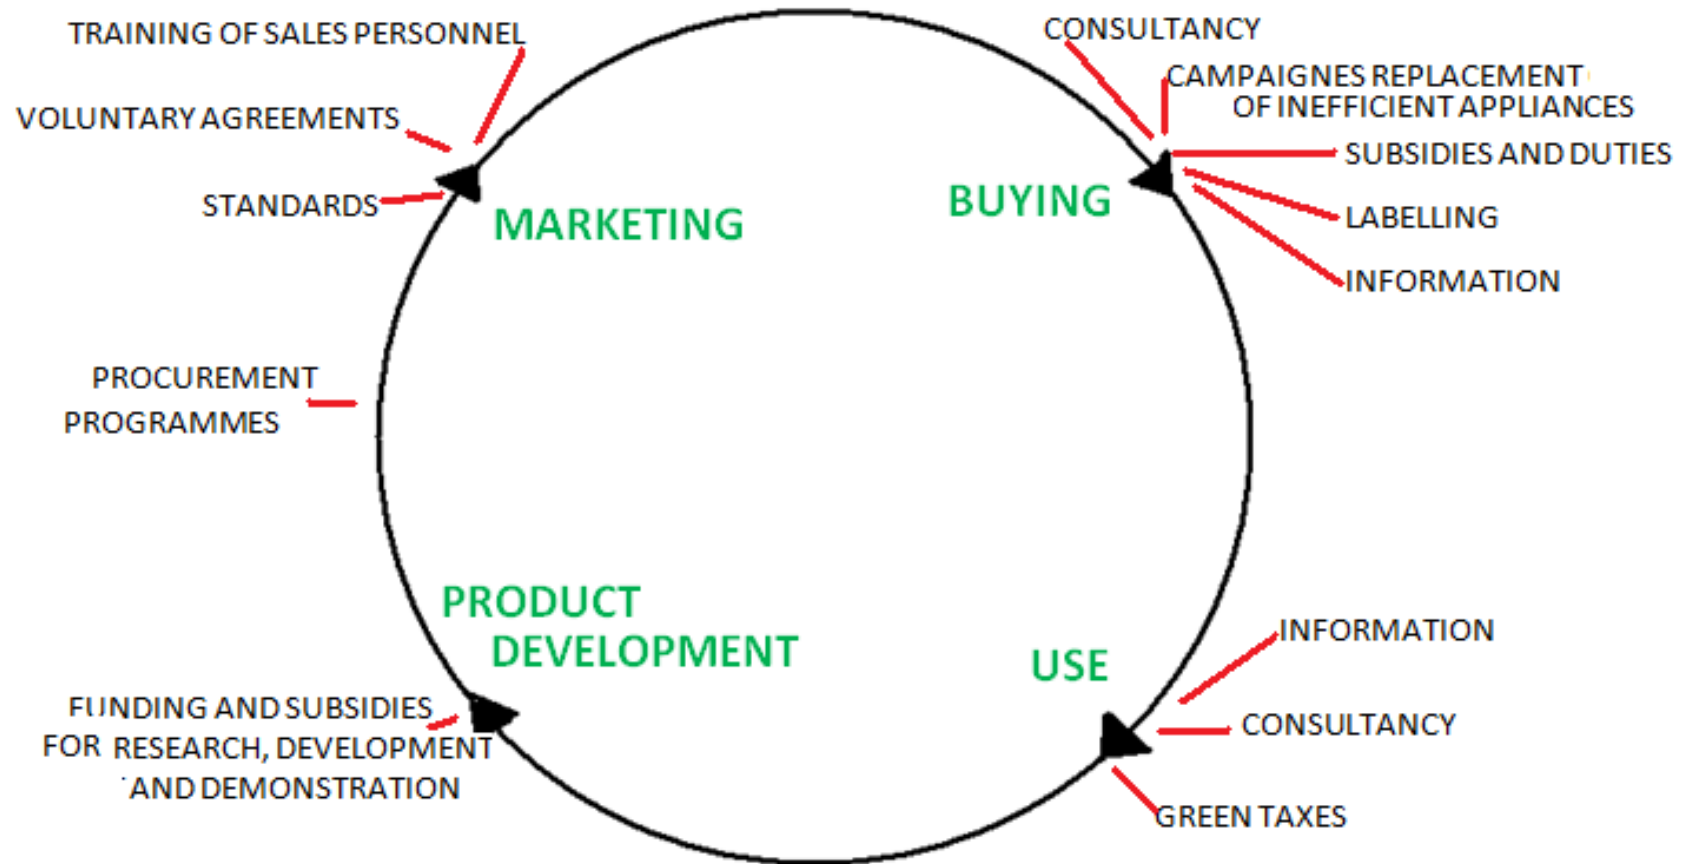 TRAINING OF SALES PERSONNEL
VOLUNTARY AGREEMENTS
STANDARDS
MARKETING
CONSULTANCY
CAMPAIGNES REPLACEMENT
OF INEFFICIENT APPLIANCES
SUBSIDIES AND DUTIES
LABELLING
INFORMATION
BUYING
PROCUREMENT
PROGRAMMES
PRODUCT
DEVELOPMENT
FUNDING AND SUBSIDIES
FOR RESEARCH, DEVELOPMENT
AND DEMONSTRATION
USE
INFORMATION
CONSULTANCY
GREEN TAXES